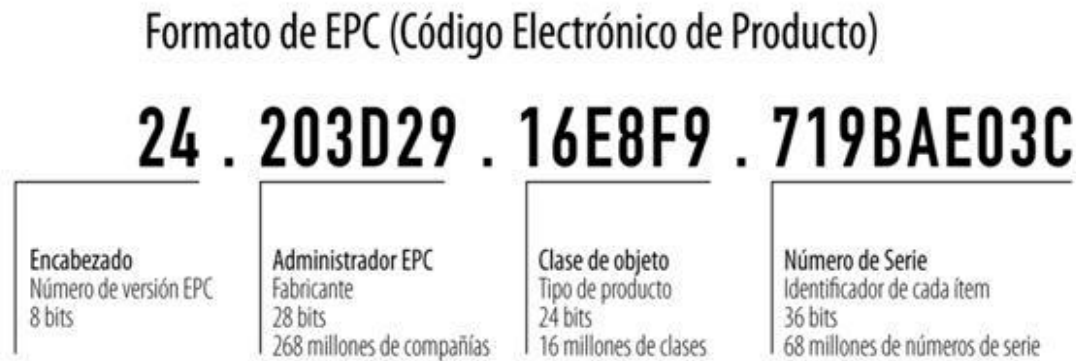 Formato de EPC (Código Electrónico de Producto)
24 . 203D29 . 16E8F9 . 719BAE03C
Encabezado
Número de versión EPC
8 bits
Administrador EPC
Fabricante
28 bits
268 millones de compañías
Clase de objeto
Tipo de producto
24 bits
16 millones de clases
Número de Serie
Identificador de cada ítem
36 bits
68 millones de números de serie